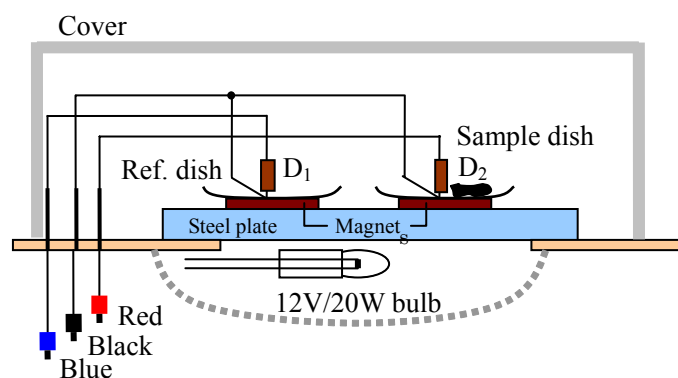 Cover
Sample dish
Ref. dish
D1
D2
Steel plate
Magnets
12V/20W bulb
Red
Black
Blue